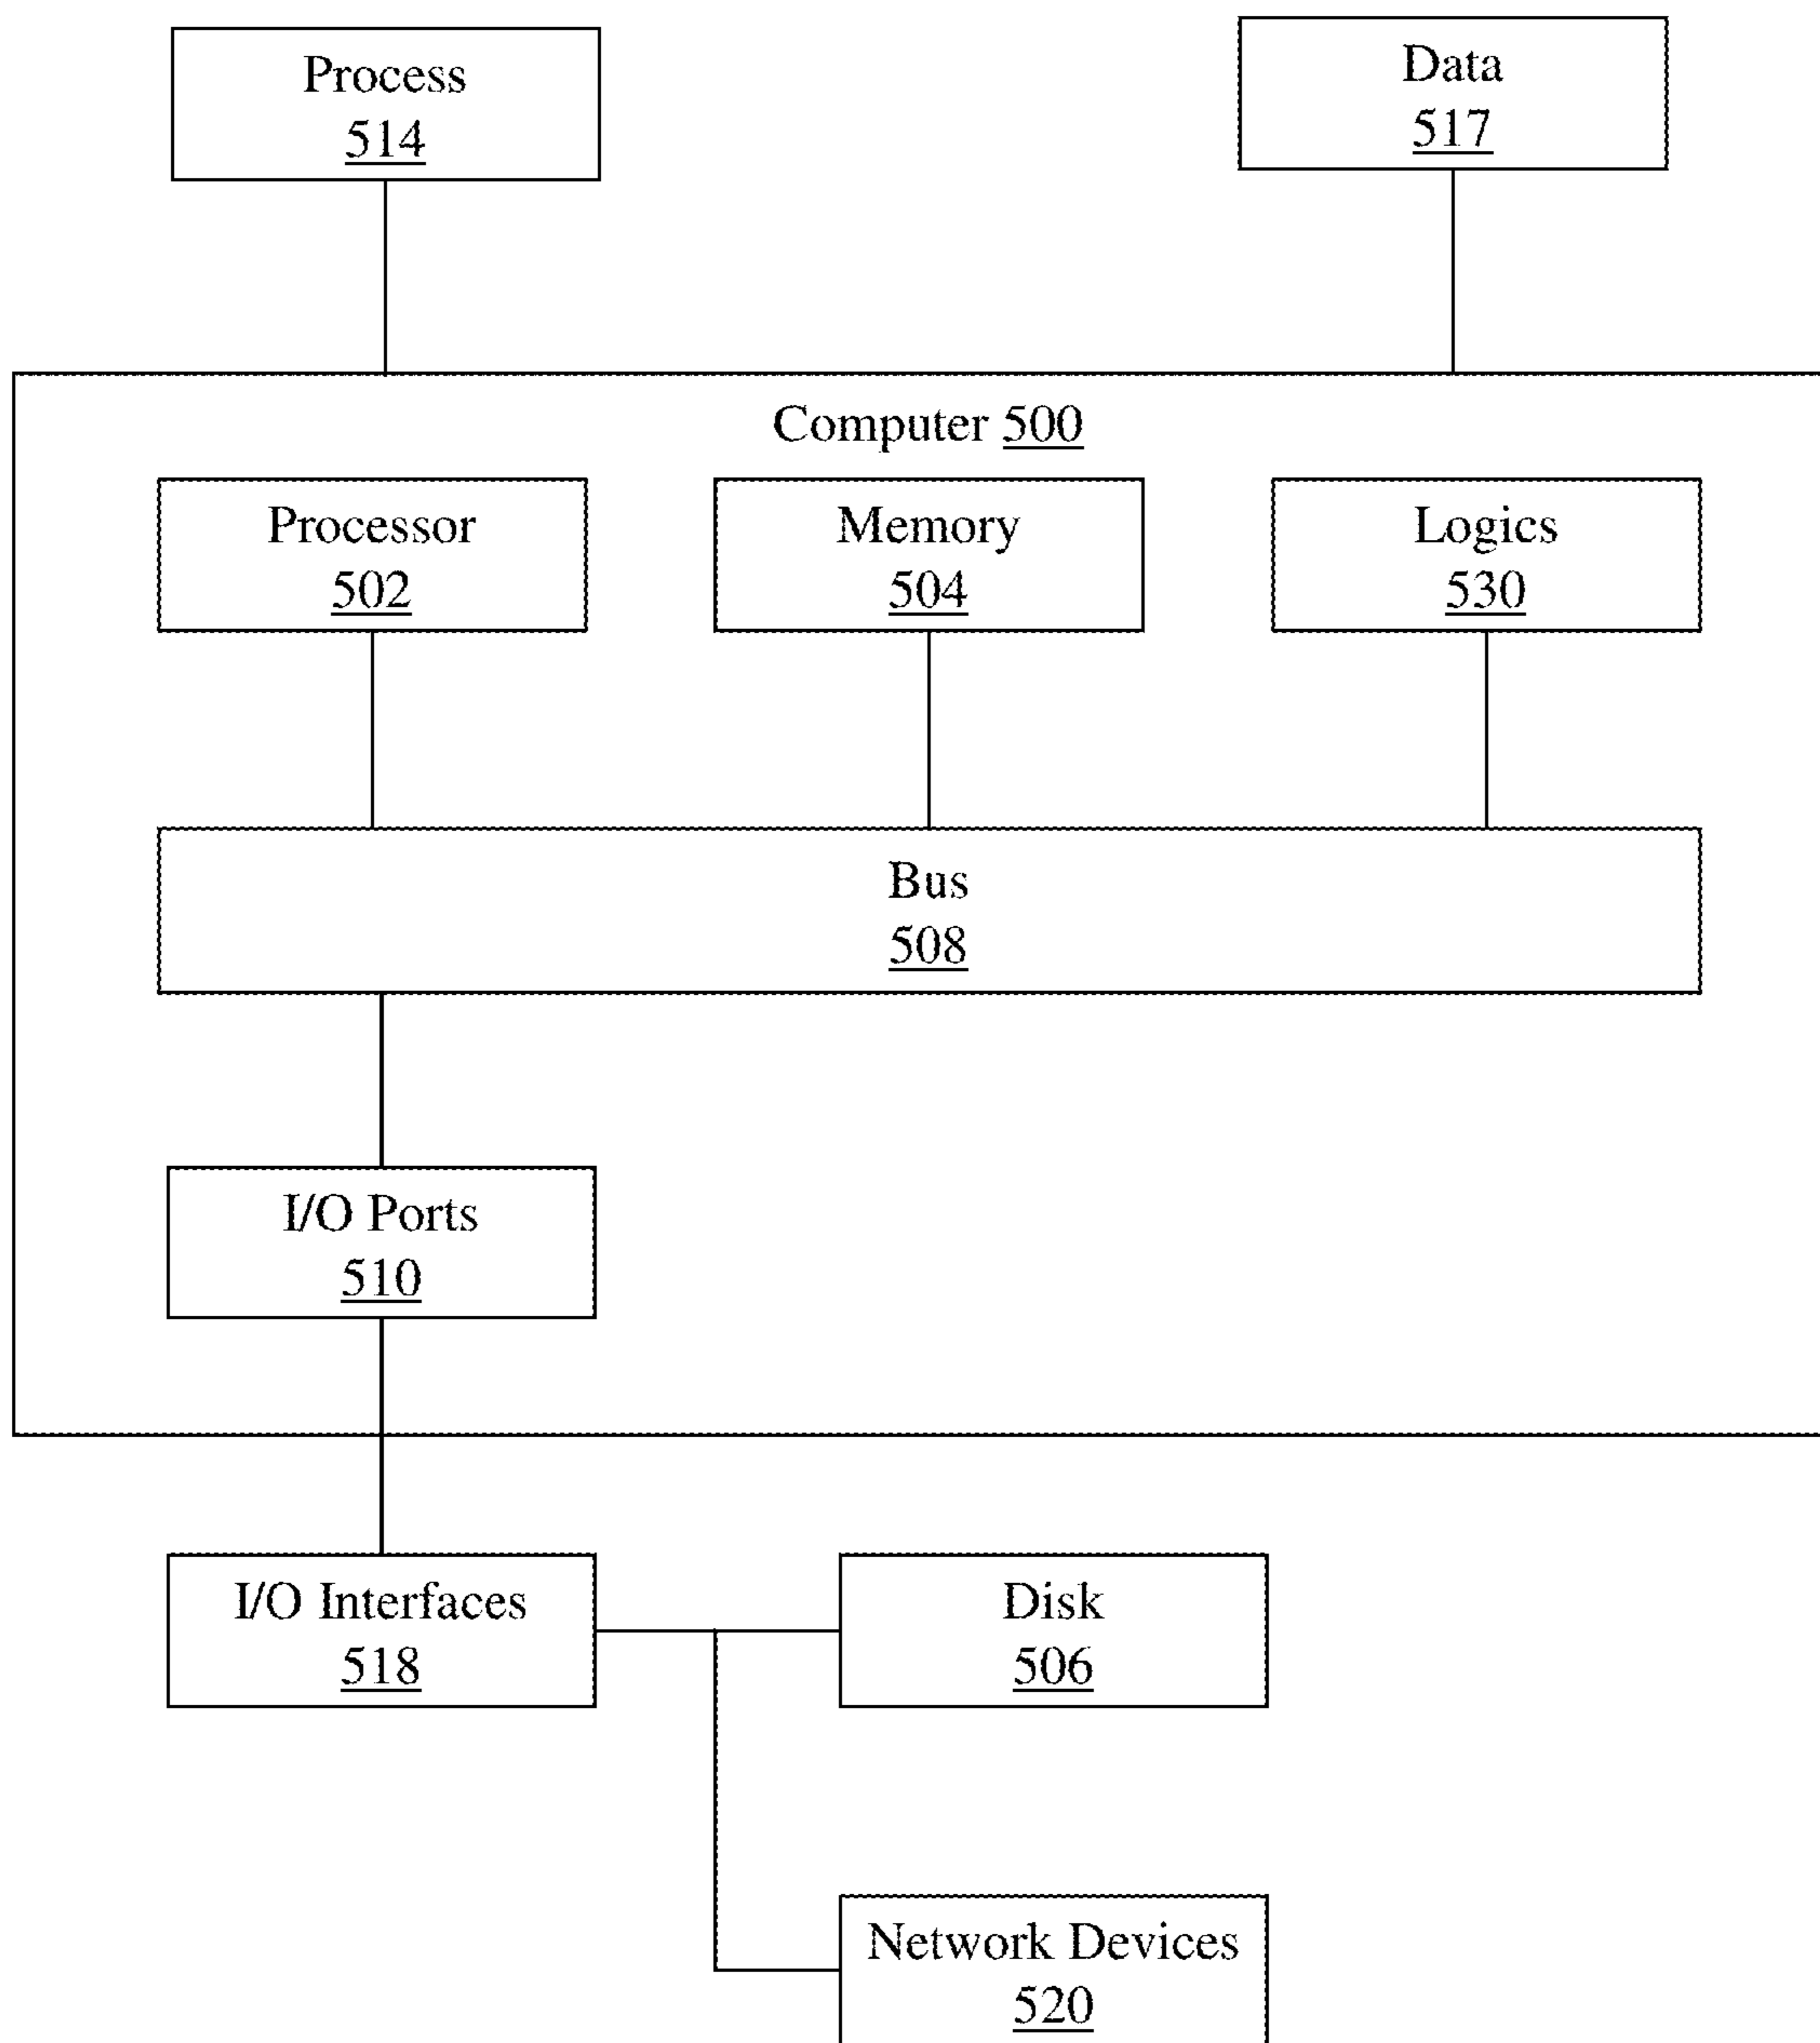 Process
514
Data
517
Computer 500
Processor
502
Memory
504
Logics
530
Bus
508
I/O Ports
510
I/O Interfaces
518
Disk
506
Network Devices
520